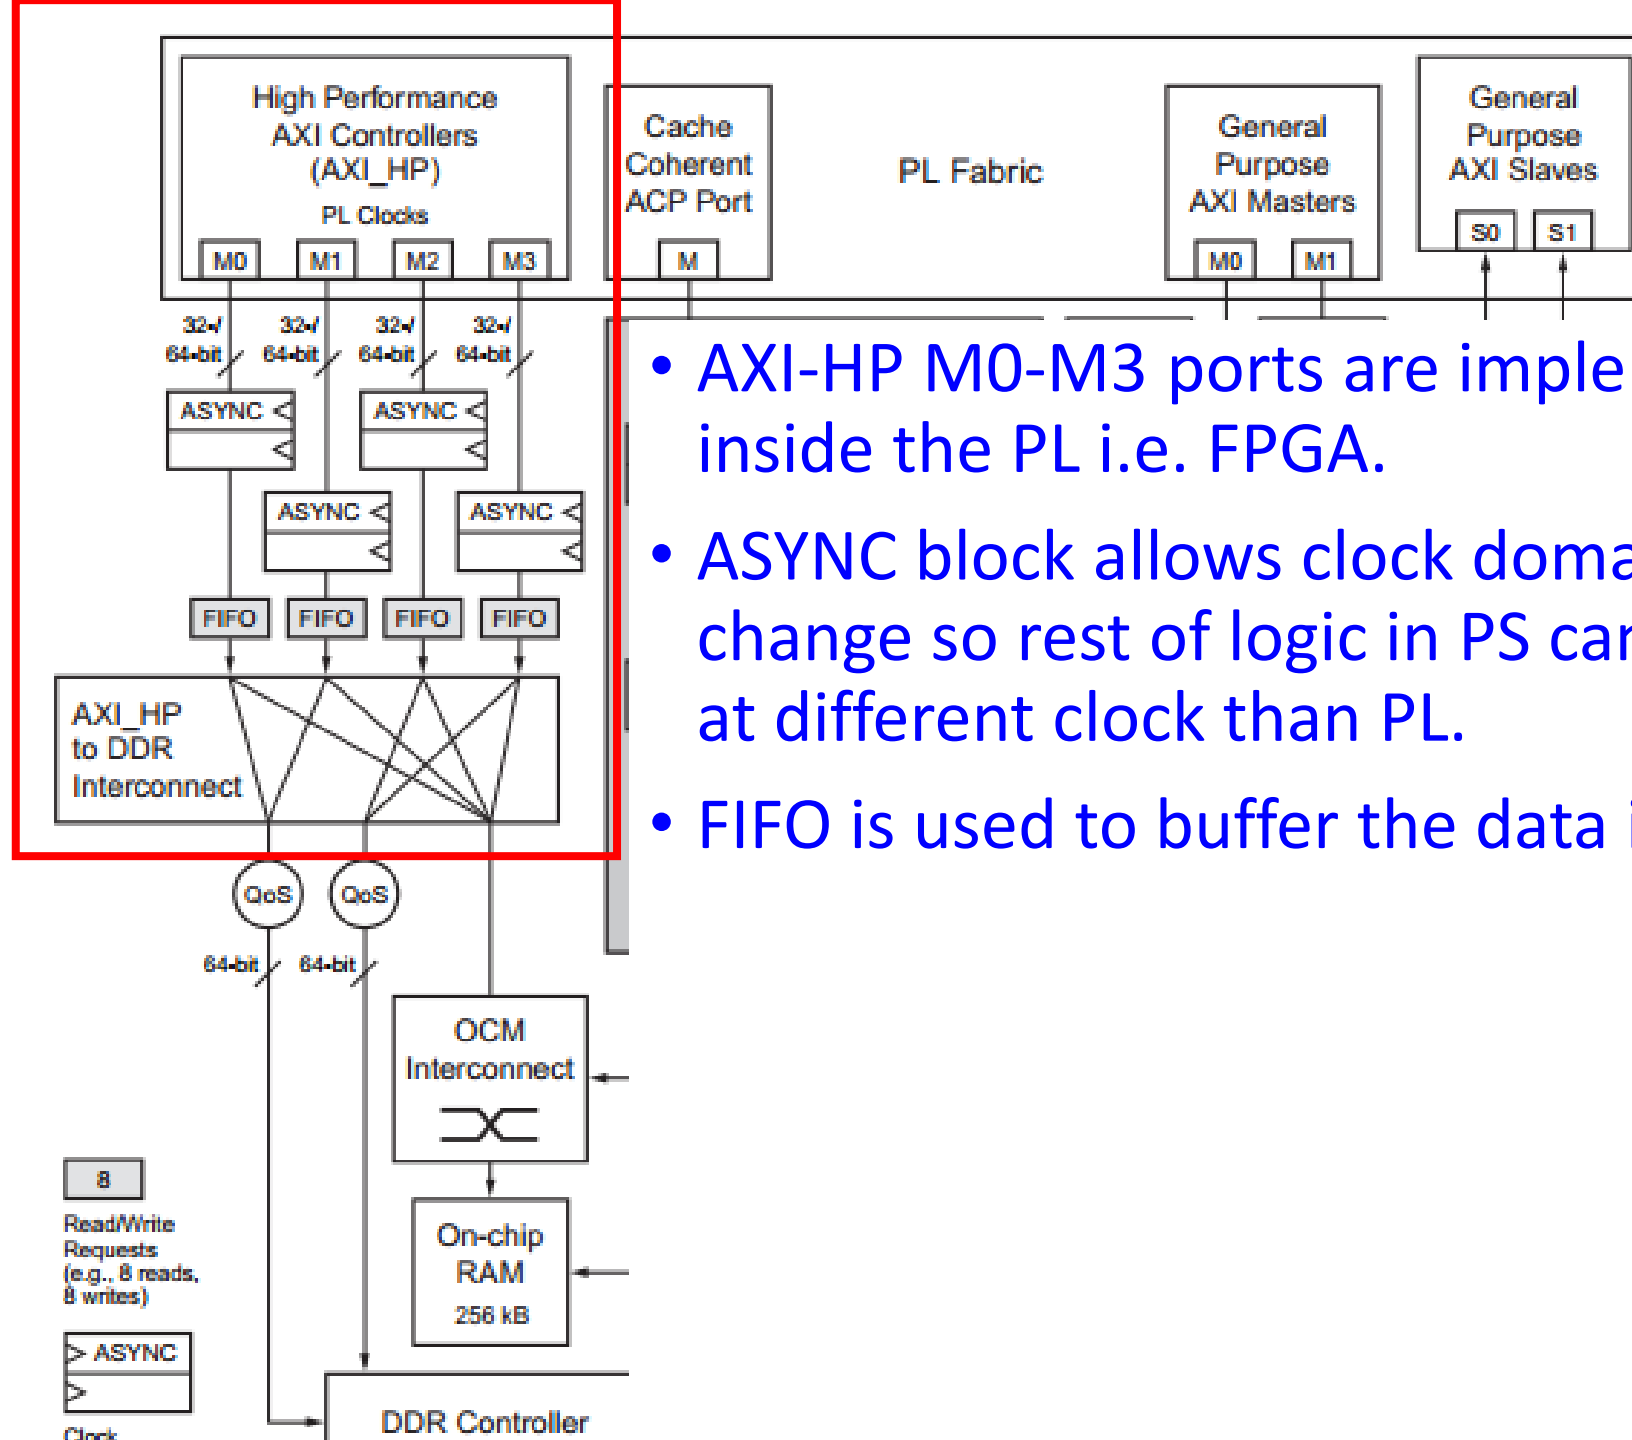 High Performance
AXI Controllers
(AXI_HP)
PL Clocks
M0 M1 M2 M3
Cache
Coherent
ACP Port
M
PL Fabric
General
Purpose
AXI Masters
M0 M1
General
Purpose
AXI Slaves
S0 S1
32-/ 32-/ 32-/ 32-/
64-bit 64-bit 64-bit 64-bit
ASYNC ASYNC
ASYNC ASYNC
FIFO FIFO FIFO FIFO
AXI_HP
to DDR
Interconnect
• AXI-HP M0-M3 ports are imple
inside the PL i.e. FPGA.
• ASYNC block allows clock doma
change so rest of logic in PS can
at different clock than PL.
• FIFO is used to buffer the data i
QoS QoS
64-bit 64-bit
OCM
Interconnect
On-chip
RAM
256 kB
8
Read/Write
Requests
(e.g., 8 reads,
8 writes)
ASYNC
Clock
DDR Controller